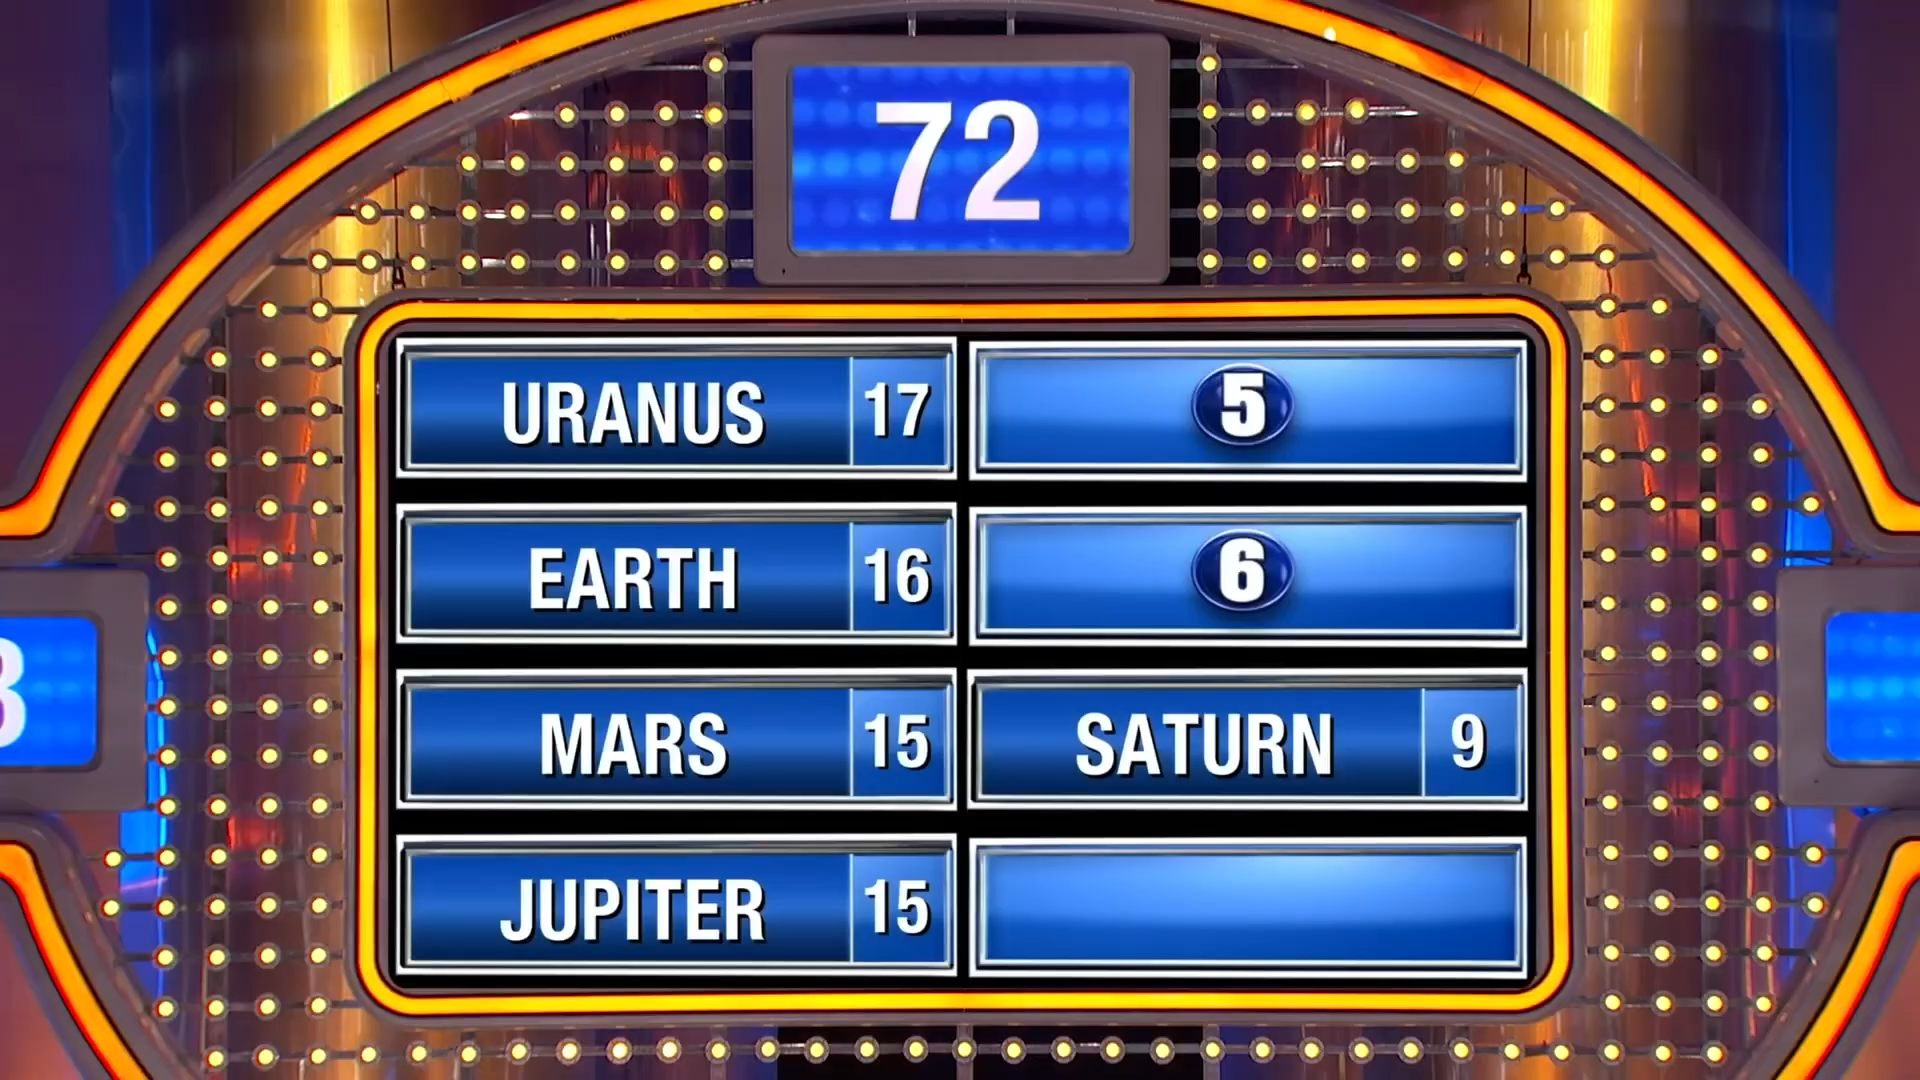 72
URANUS 17
5
EARTH 16
6
MARS 15
SATURN 9
JUPITER 15